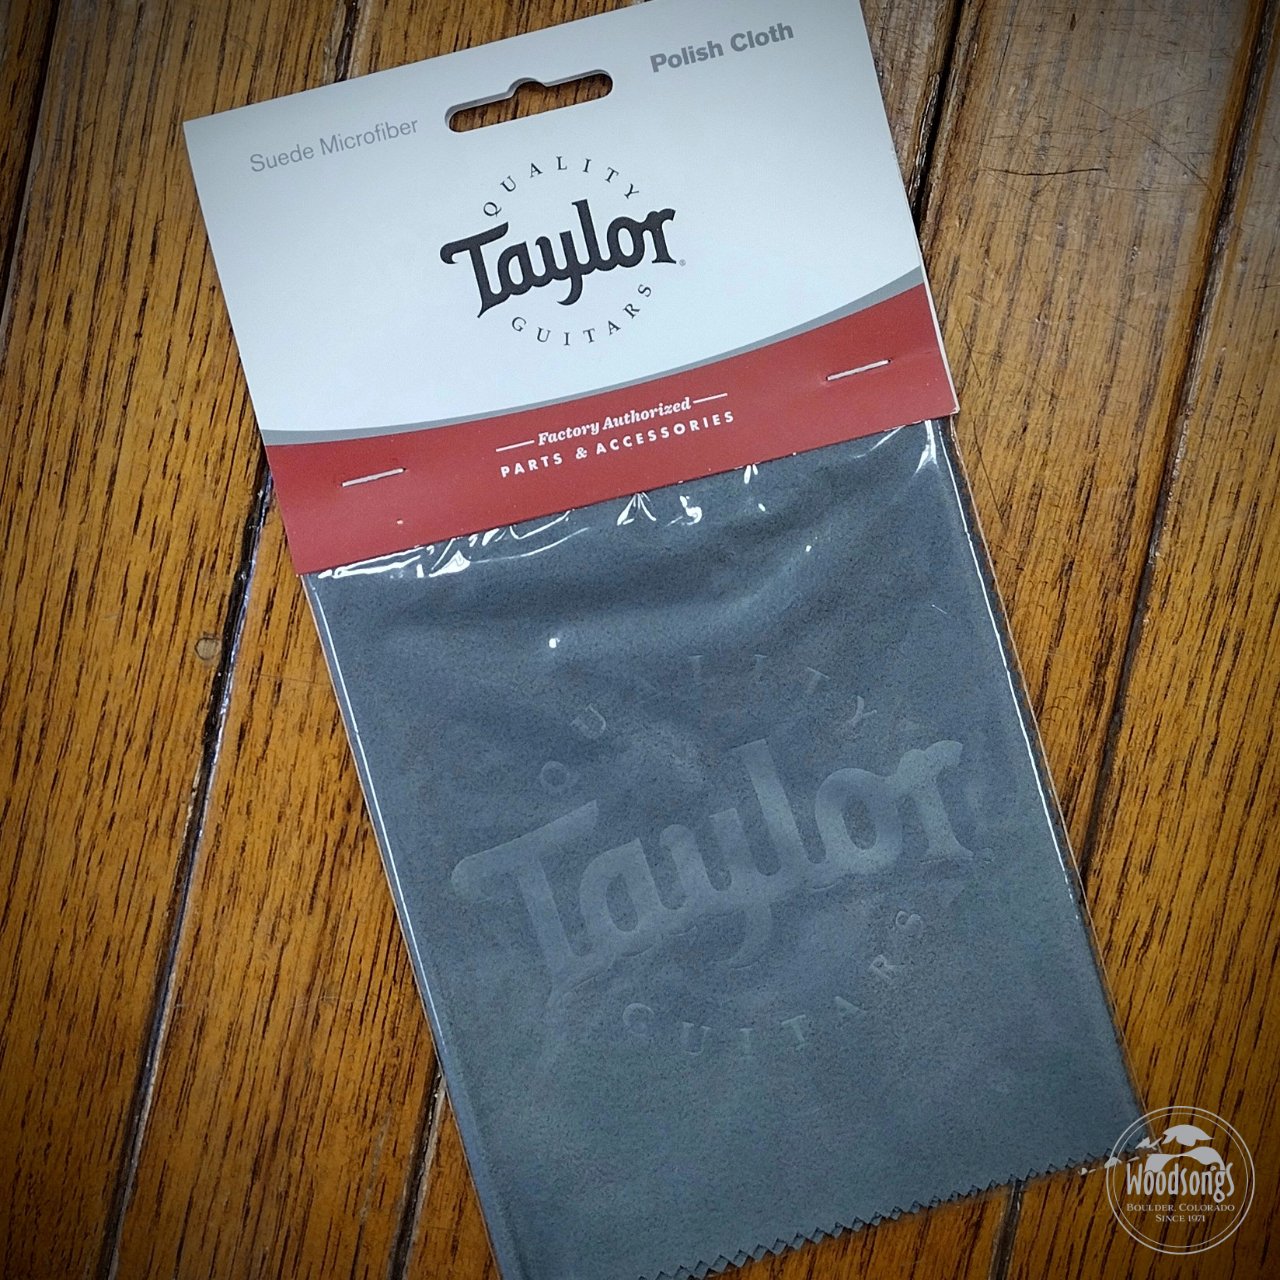 Suede Microfiber
Polish Cloth
QUALITY
Taylor®
GUITARS
Factory Authorized
PARTS & ACCESSORIES
QUALITY
Taylor
GUITARS
Woodsongs
BOULDER, COLORADO
SINCE 1971